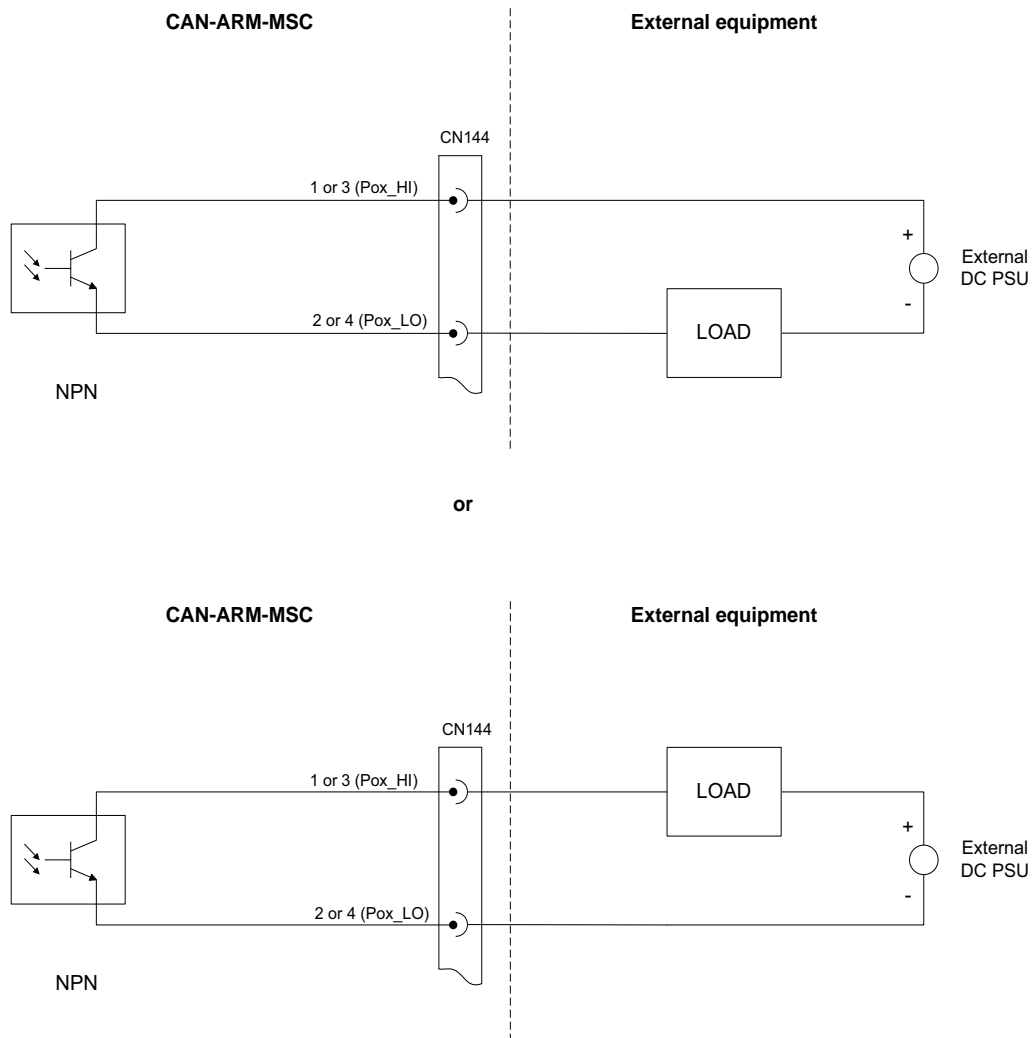 CAN-ARM-MSC
External equipment
CN144
1 or 3 (Pox_HI)
+
External
DC PSU
-
2 or 4 (Pox_LO)
LOAD
NPN
or
CAN-ARM-MSC
External equipment
CN144
1 or 3 (Pox_HI)
LOAD
+
External
DC PSU
-
2 or 4 (Pox_LO)
NPN